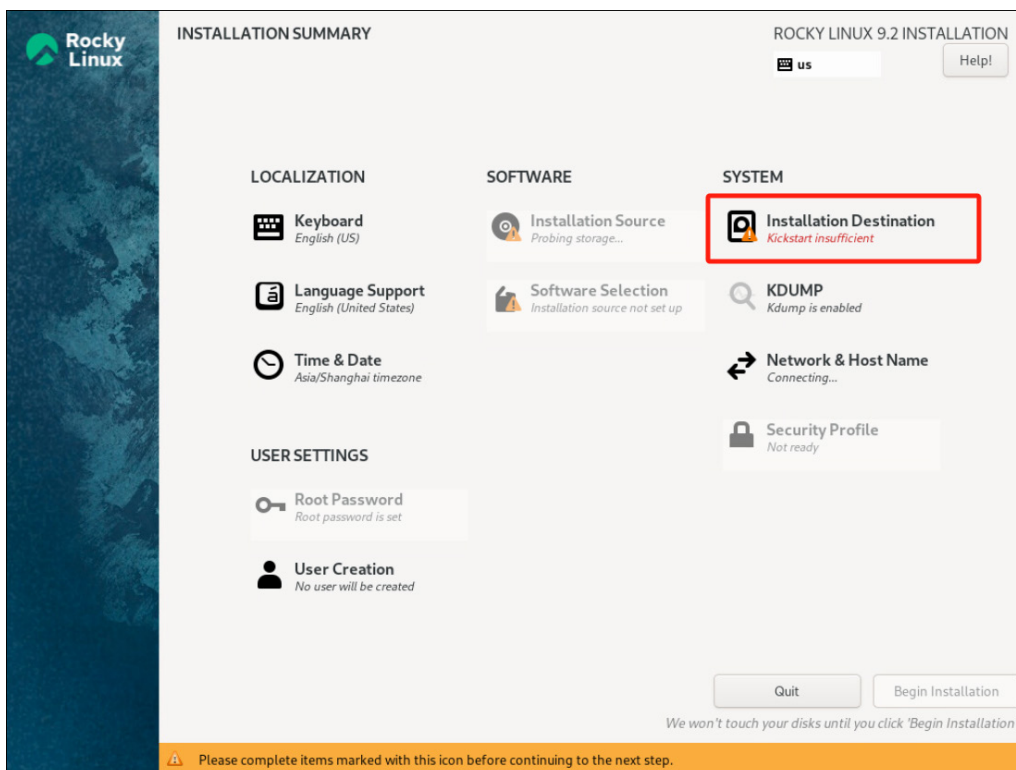 Rocky
Linux
INSTALLATION SUMMARY
ROCKY LINUX 9.2 INSTALLATION
us
Help!
LOCALIZATION
Keyboard
English (US)
Language Support
English (United States)
Time & Date
Asia/Shanghai timezone
SOFTWARE
Installation Source
Probing storage...
Software Selection
Installation source not set up
SYSTEM
Installation Destination
Kickstart insufficient
KDUMP
Kdump is enabled
Network & Host Name
Connecting...
Security Profile
Not ready
USER SETTINGS
Root Password
Root password is set
User Creation
No user will be created
Quit
Begin Installation
We won't touch your disks until you click 'Begin Installation
Please complete items marked with this icon before continuing to the next step.